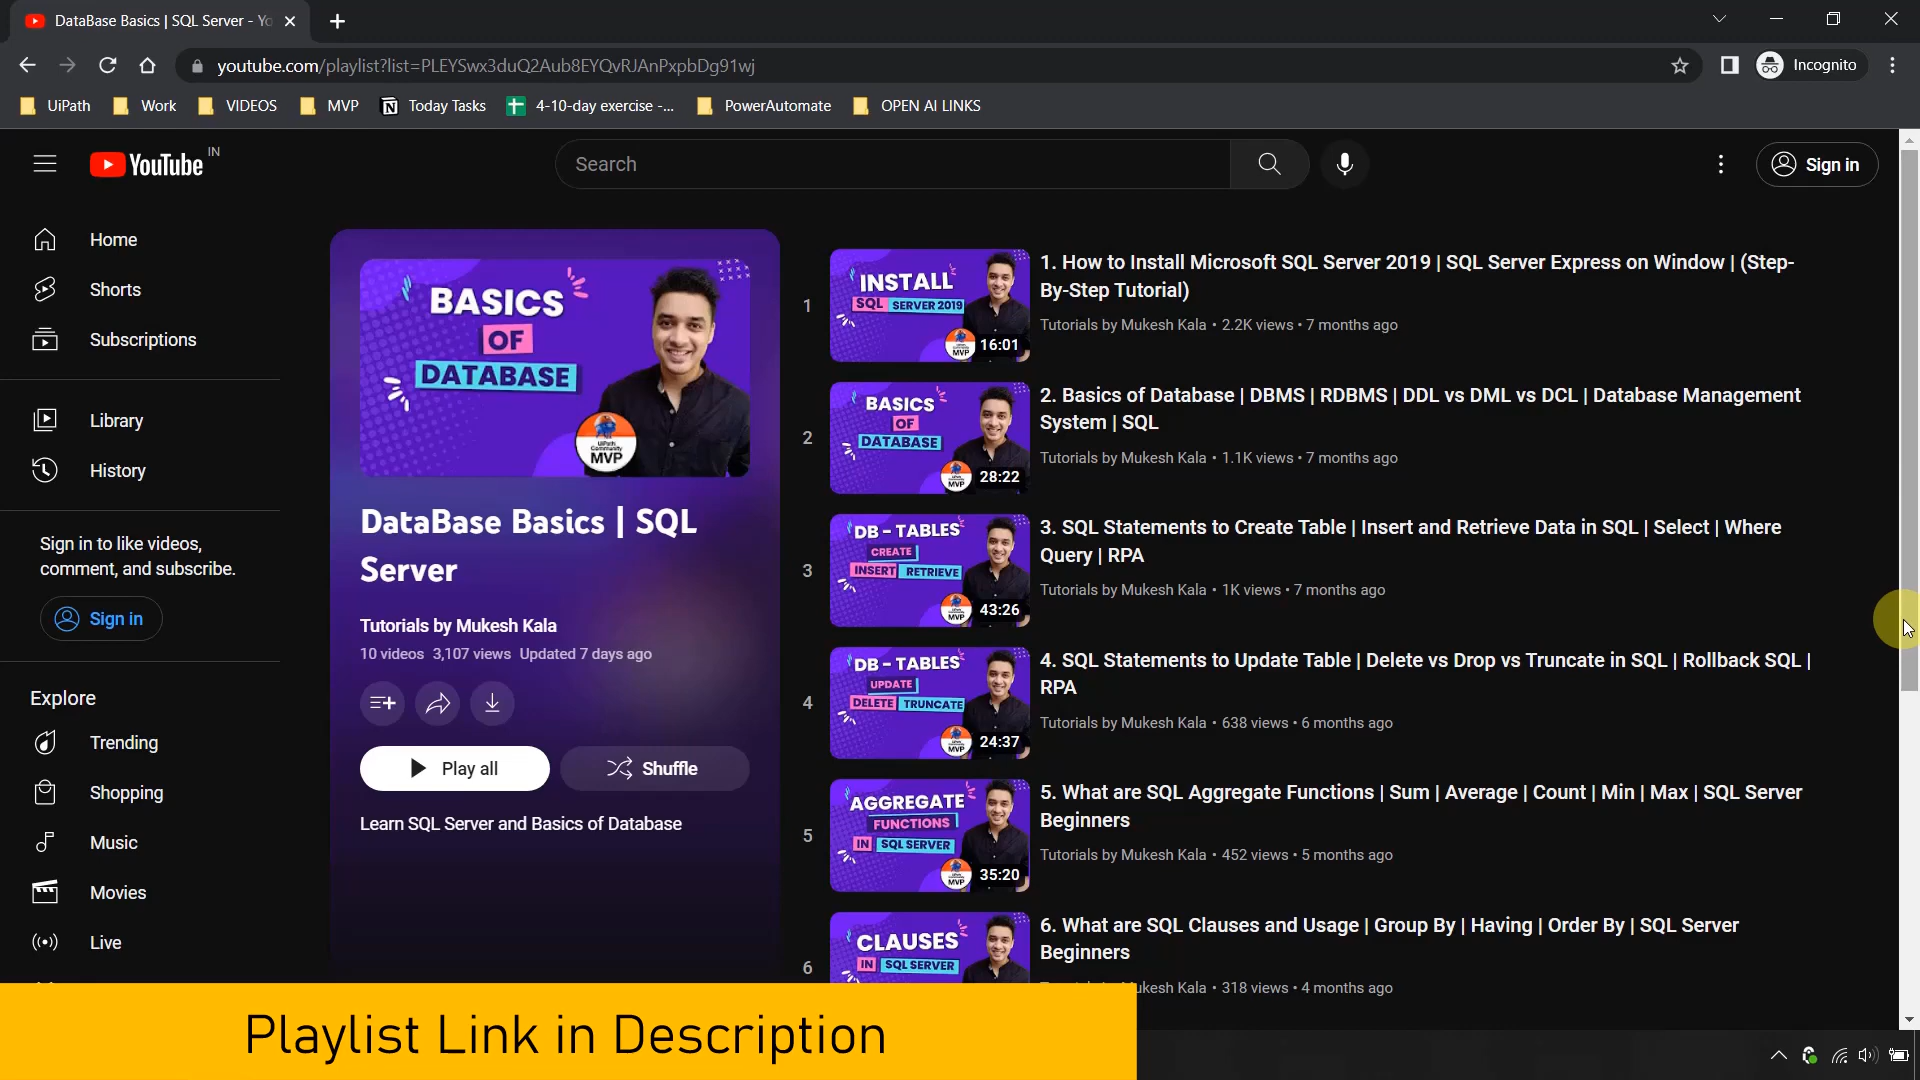 DataBase Basics | SQL Server - Yo
youtube.com/playlist?list=PLEYSwx3duQ2Aub8EYQvRJAnPxpbDg91wj
Incognito
UiPath
Work
VIDEOS
MVP
Today Tasks
4-10-day exercise -...
PowerAutomate
OPEN AI LINKS
YouTube IN
Search
Sign in
Home
Shorts
Subscriptions
Library
History
Sign in to like videos,
comment, and subscribe.
Sign in
Explore
Trending
Shopping
Music
Movies
Live
BASICS
OF
DATABASE
UiPath
Community
MVP
DataBase Basics | SQL
Server
Tutorials by Mukesh Kala
10 videos 3,107 views Updated 7 days ago
Play all
Shuffle
Learn SQL Server and Basics of Database
1
INSTALL
SQL SERVER 2019
MVP
16:01
1. How to Install Microsoft SQL Server 2019 | SQL Server Express on Window | (Step-
By-Step Tutorial)
Tutorials by Mukesh Kala • 2.2K views • 7 months ago
2
BASICS
OF
DATABASE
MVP
28:22
2. Basics of Database | DBMS | RDBMS | DDL vs DML vs DCL | Database Management
System | SQL
Tutorials by Mukesh Kala • 1.1K views • 7 months ago
3
DB - TABLES
CREATE
INSERT RETRIEVE
MVP
43:26
3. SQL Statements to Create Table | Insert and Retrieve Data in SQL | Select | Where
Query | RPA
Tutorials by Mukesh Kala • 1K views • 7 months ago
4
DB - TABLES
UPDATE
DELETE TRUNCATE
MVP
24:37
4. SQL Statements to Update Table | Delete vs Drop vs Truncate in SQL | Rollback SQL |
RPA
Tutorials by Mukesh Kala • 638 views • 6 months ago
5
AGGREGATE
FUNCTIONS
IN SQL SERVER
MVP
35:20
5. What are SQL Aggregate Functions | Sum | Average | Count | Min | Max | SQL Server
Beginners
Tutorials by Mukesh Kala • 452 views • 5 months ago
6
CLAUSES
IN SQL SERVER
6. What are SQL Clauses and Usage | Group By | Having | Order By | SQL Server
Beginners
ukesh Kala • 318 views • 4 months ago
Playlist Link in Description